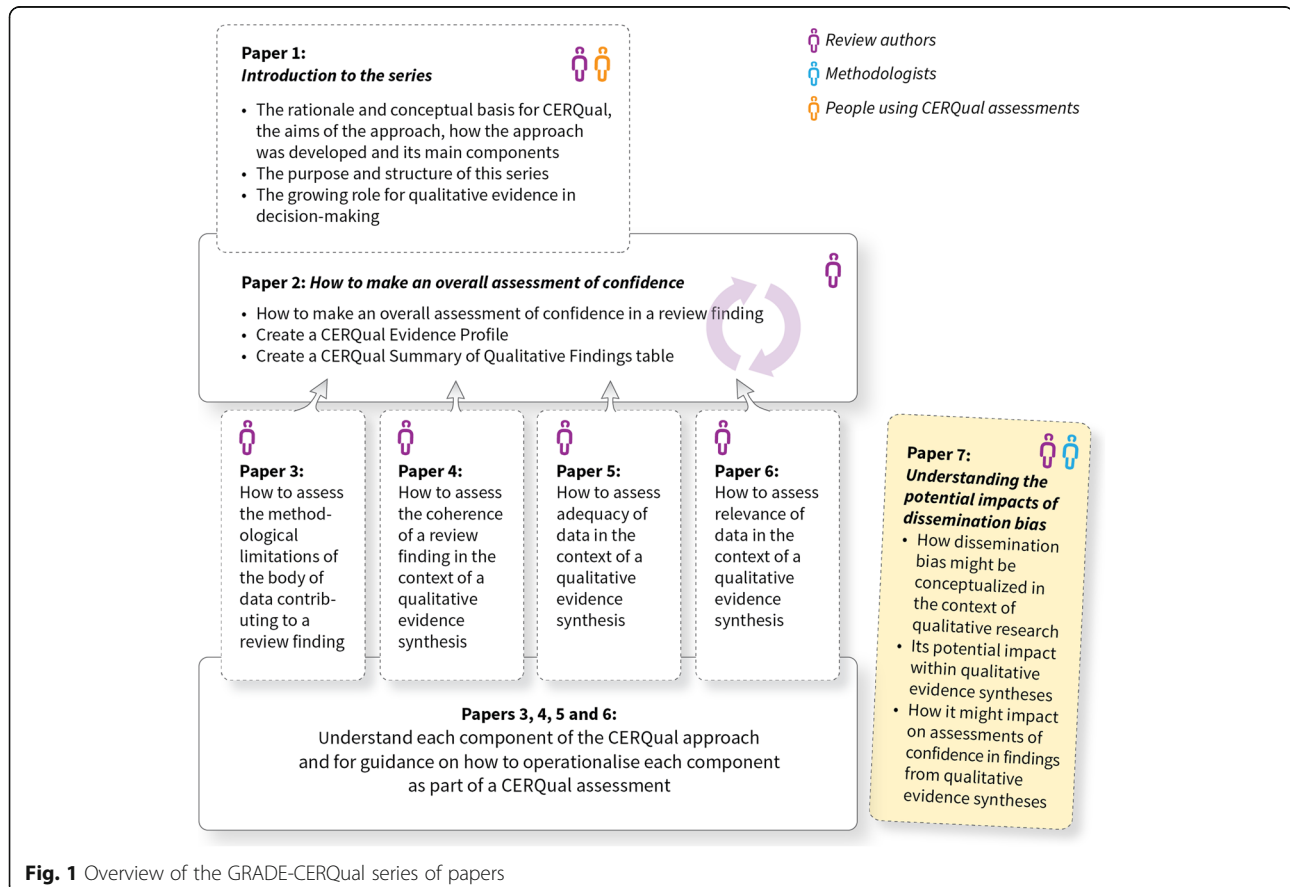 Paper 1:
Introduction to the series
• The rationale and conceptual basis for CERQual,
the aims of the approach, how the approach
was developed and its main components
• The purpose and structure of this series
• The growing role for qualitative evidence in
decision-making
Review authors
Methodologists
People using CERQual assessments
Paper 2: How to make an overall assessment of confidence
• How to make an overall assessment of confidence in a review finding
• Create a CERQual Evidence Profile
• Create a CERQual Summary of Qualitative Findings table
Paper 3:
How to assess
the method-
ological
limitations of
the body of
data contrib-
uting to a
review finding
Paper 4:
How to assess
the coherence
of a review
finding in the
context of a
qualitative
evidence
synthesis
Paper 5:
How to assess
adequacy of
data in the
context of a
qualitative
evidence
synthesis
Paper 6:
How to assess
relevance of
data in the
context of a
qualitative
evidence
synthesis
Paper 7:
Understanding the
potential impacts of
dissemination bias
• How dissemination
bias might be
conceptualized in
the context of
qualitative research
• Its potential impact
within qualitative
evidence syntheses
• How it might impact
on assessments of
confidence in findings
from qualitative
evidence syntheses
Papers 3, 4, 5 and 6:
Understand each component of the CERQual approach
and for guidance on how to operationalise each component
as part of a CERQual assessment
Fig. 1 Overview of the GRADE-CERQual series of papers